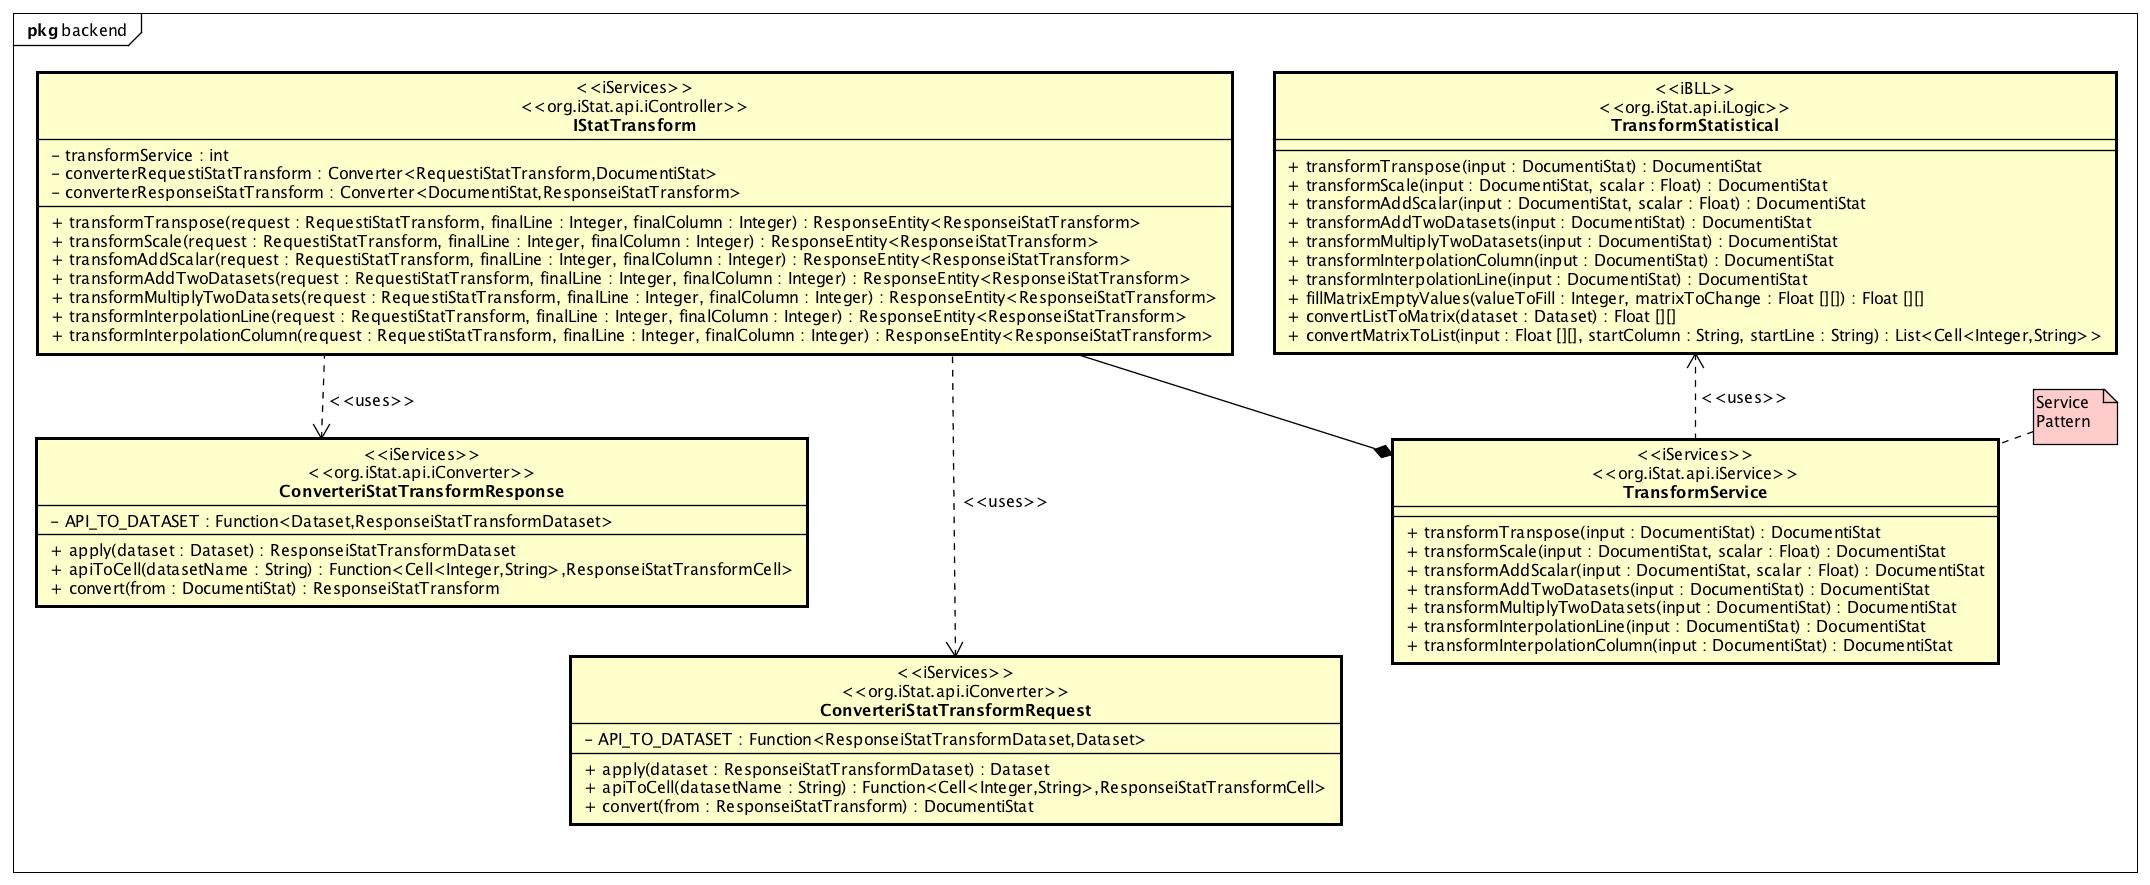 pkg backend
<<iServices>>
<<org.iStat.api.iController>>
IStatTransform
- transformService : int
- converterRequestiStatTransform : Converter<RequestiStatTransform,DocumentiStat>
- converterResponseiStatTransform : Converter<DocumentiStat,ResponseiStatTransform>
+ transformTranspose(request : RequestiStatTransform, finalLine : Integer, finalColumn : Integer) : ResponseEntity<ResponseiStatTransform>
+ transformScale(request : RequestiStatTransform, finalLine : Integer, finalColumn : Integer) : ResponseEntity<ResponseiStatTransform>
+ transfomAddScalar(request : RequestiStatTransform, finalLine : Integer, finalColumn : Integer) : ResponseEntity<ResponseiStatTransform>
+ transformAddTwoDatasets(request : RequestiStatTransform, finalLine : Integer, finalColumn : Integer) : ResponseEntity<ResponseiStatTransform>
+ transformMultiplyTwoDatasets(request : RequestiStatTransform, finalLine : Integer, finalColumn : Integer) : ResponseEntity<ResponseiStatTransform>
+ transformInterpolationLine(request : RequestiStatTransform, finalLine : Integer, finalColumn : Integer) : ResponseEntity<ResponseiStatTransform>
+ transformInterpolationColumn(request : RequestiStatTransform, finalLine : Integer, finalColumn : Integer) : ResponseEntity<ResponseiStatTransform>
<<iBLL>>
<<org.iStat.api.iLogic>>
TransformStatistical
+ transformTranspose(input : DocumentiStat) : DocumentiStat
+ transformScale(input : DocumentiStat, scalar : Float) : DocumentiStat
+ transformAddScalar(input : DocumentiStat, scalar : Float) : DocumentiStat
+ transformAddTwoDatasets(input : DocumentiStat) : DocumentiStat
+ transformMultiplyTwoDatasets(input : DocumentiStat) : DocumentiStat
+ transformInterpolationColumn(input : DocumentiStat) : DocumentiStat
+ transformInterpolationLine(input : DocumentiStat) : DocumentiStat
+ fillMatrixEmptyValues(valueToFill : Integer, matrixToChange : Float [][]) : Float [][]
+ convertListToMatrix(dataset : Dataset) : Float [][]
+ convertMatrixToList(input : Float [][], startColumn : String, startLine : String) : List<Cell<Integer,String>>
<<uses>>
<<uses>>
<<uses>>
Service
Pattern
<<iServices>>
<<org.iStat.api.iConverter>>
ConverteriStatTransformResponse
- API_TO_DATASET : Function<Dataset,ResponseiStatTransformDataset>
+ apply(dataset : Dataset) : ResponseiStatTransformDataset
+ apiToCell(datasetName : String) : Function<Cell<Integer,String>,ResponseiStatTransformCell>
+ convert(from : DocumentiStat) : ResponseiStatTransform
<<iServices>>
<<org.iStat.api.iService>>
TransformService
+ transformTranspose(input : DocumentiStat) : DocumentiStat
+ transformScale(input : DocumentiStat, scalar : Float) : DocumentiStat
+ transformAddScalar(input : DocumentiStat, scalar : Float) : DocumentiStat
+ transformAddTwoDatasets(input : DocumentiStat) : DocumentiStat
+ transformMultiplyTwoDatasets(input : DocumentiStat) : DocumentiStat
+ transformInterpolationLine(input : DocumentiStat) : DocumentiStat
+ transformInterpolationColumn(input : DocumentiStat) : DocumentiStat
<<iServices>>
<<org.iStat.api.iConverter>>
ConverteriStatTransformRequest
- API_TO_DATASET : Function<ResponseiStatTransformDataset,Dataset>
+ apply(dataset : ResponseiStatTransformDataset) : Dataset
+ apiToCell(datasetName : String) : Function<Cell<Integer,String>,ResponseiStatTransformCell>
+ convert(from : ResponseiStatTransform) : DocumentiStat